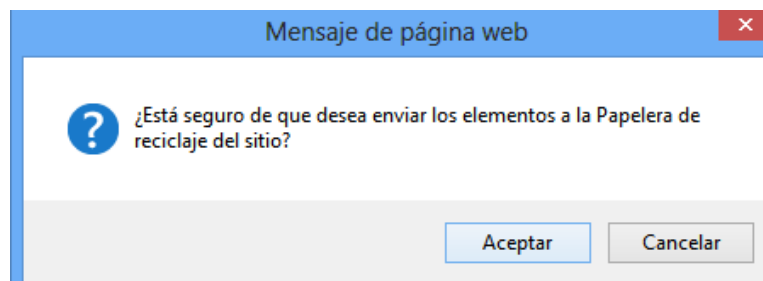 Mensaje de página web
¿Está seguro de que desea enviar los elementos a la Papelera de
reciclaje del sitio?
Aceptar
Cancelar